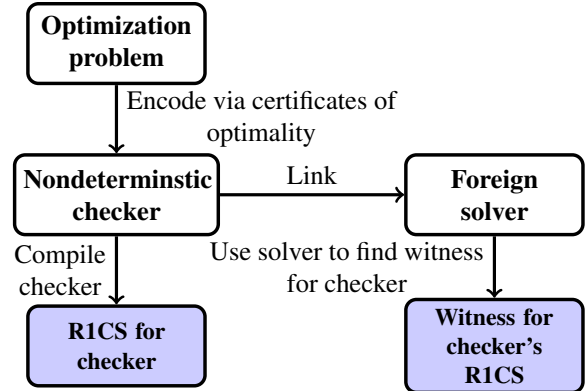 Optimization
problem
Encode via certificates of
optimality
Nondeterminstic
checker
Link
Foreign
solver
Compile
checker
Use solver to find witness
for checker
R1CS for
checker
Witness for
checker's
R1CS